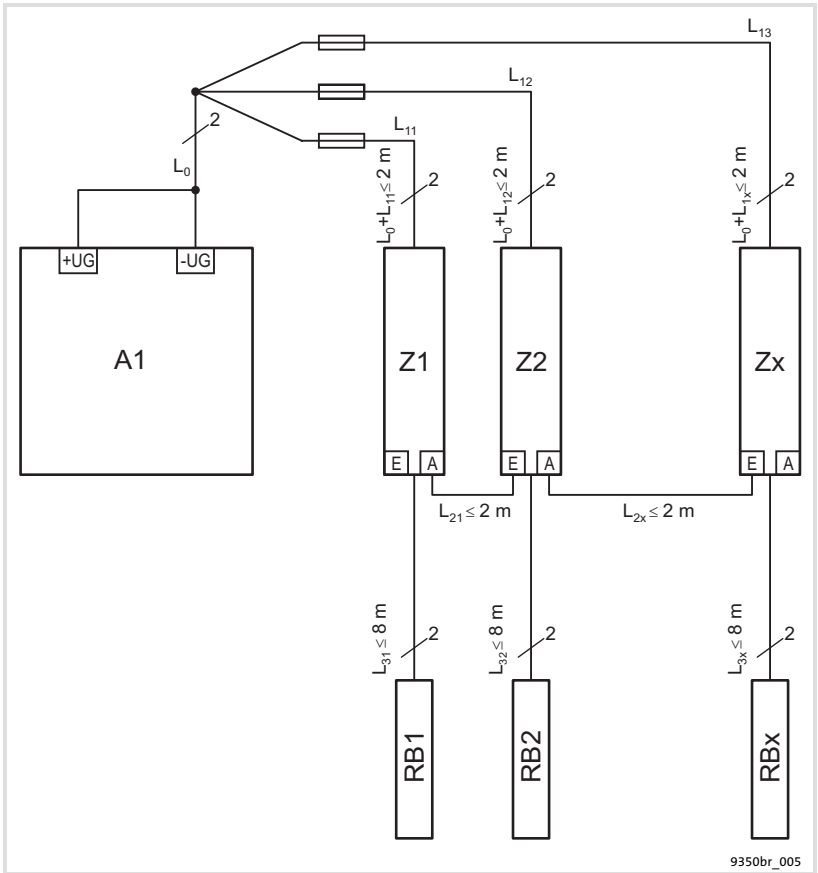 L₁₃
L₁₂
L₁₁
2
L₀
L₀+L₁₁≤ 2 m
2
L₀+L₁₂≤ 2 m
2
L₀+L₁ₓ≤ 2 m
2
+UG
-UG
A1
Z1
Z2
Zx
E
A
E
A
E
A
L₂₁ ≤ 2 m
L₂ₓ ≤ 2 m
L₃₁ ≤ 8 m
2
L₃₂ ≤ 8 m
2
L₃ₓ ≤ 8 m
2
RB1
RB2
RBx
9350br_005